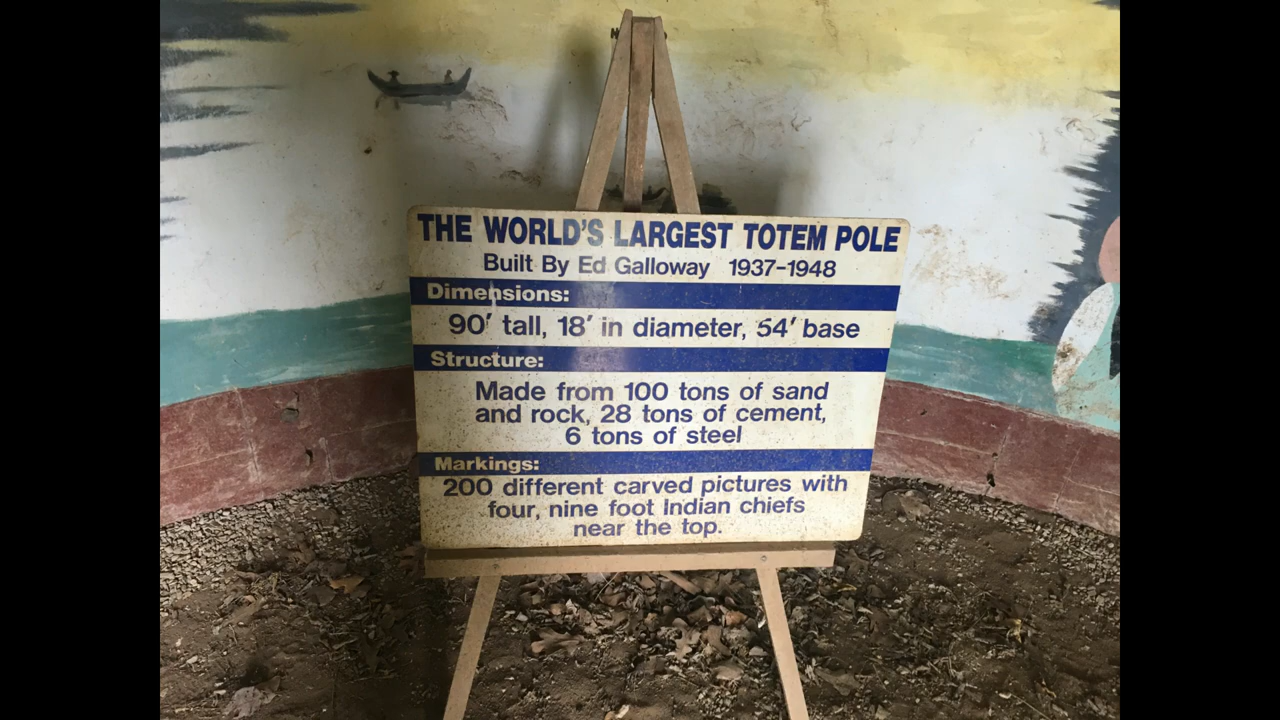 THE WORLD'S LARGEST TOTEM POLE
Built By Ed Galloway 1937-1948
Dimensions:
90' tall, 18' in diameter, 54' base
Structure:
Made from 100 tons of sand
and rock, 28 tons of cement,
6 tons of steel
Markings:
200 different carved pictures with
four, nine foot Indian chiefs
near the top.